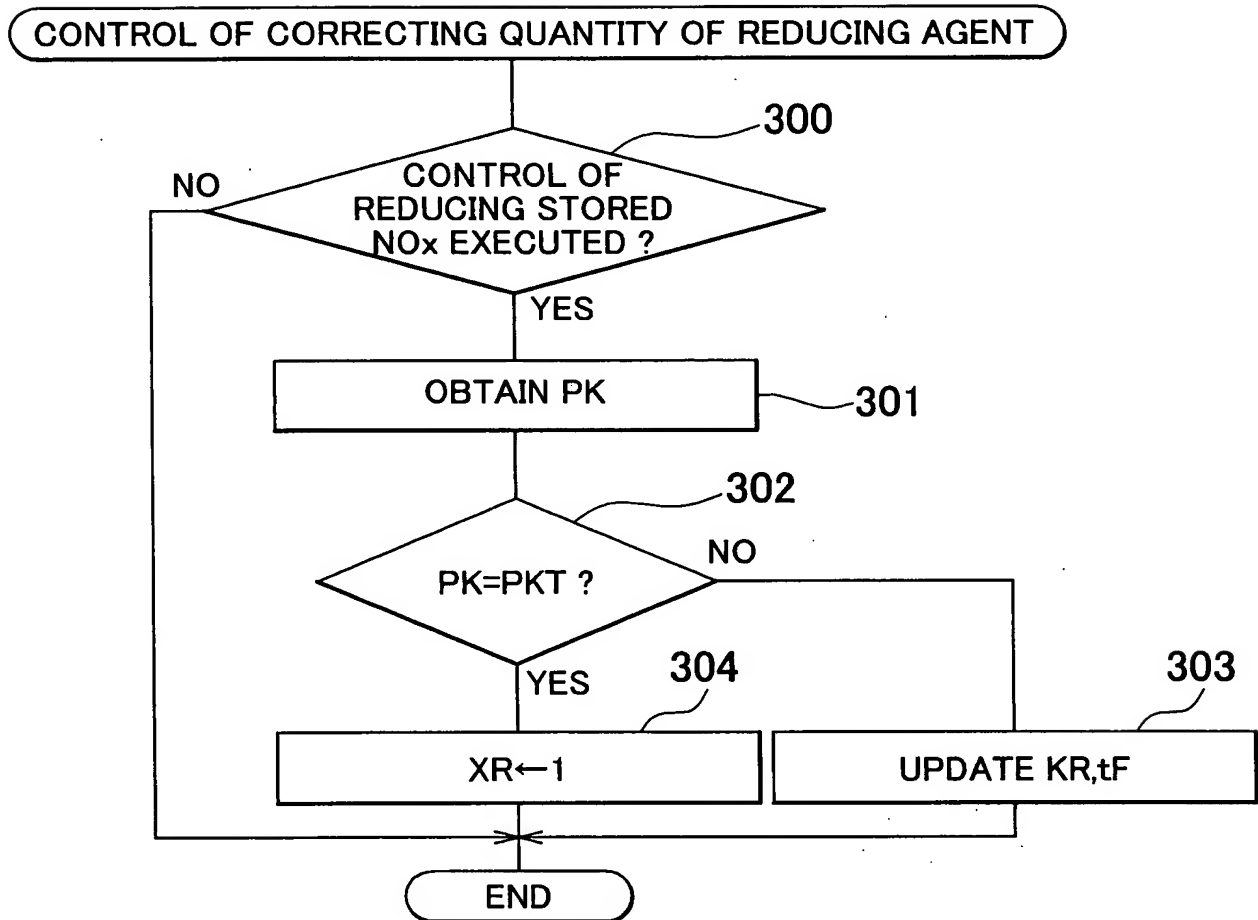 CONTROL OF CORRECTING QUANTITY OF REDUCING AGENT
300
NO
CONTROL OF
REDUCING STORED
NOx EXECUTED ?
YES
OBTAIN PK
301
302
NO
PK=PKT ?
YES
304
303
XR←1
UPDATE KR,tF
END